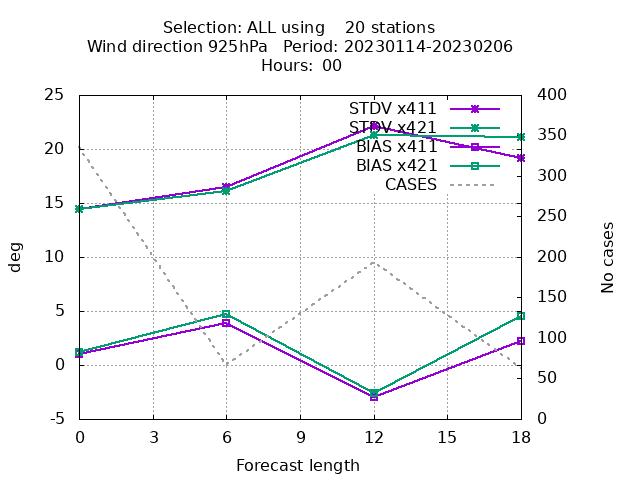 Selection: ALL using 20 stations
Wind direction 925hPa Period: 20230114-20230206
Hours: 00
25
20
15
10
5
0
-5
400
350
300
250
200
150
100
50
0
deg
No cases
STDV x411
STDV x421
BIAS x411
BIAS x421
CASES
0 3 6 9 12 15 18
Forecast length